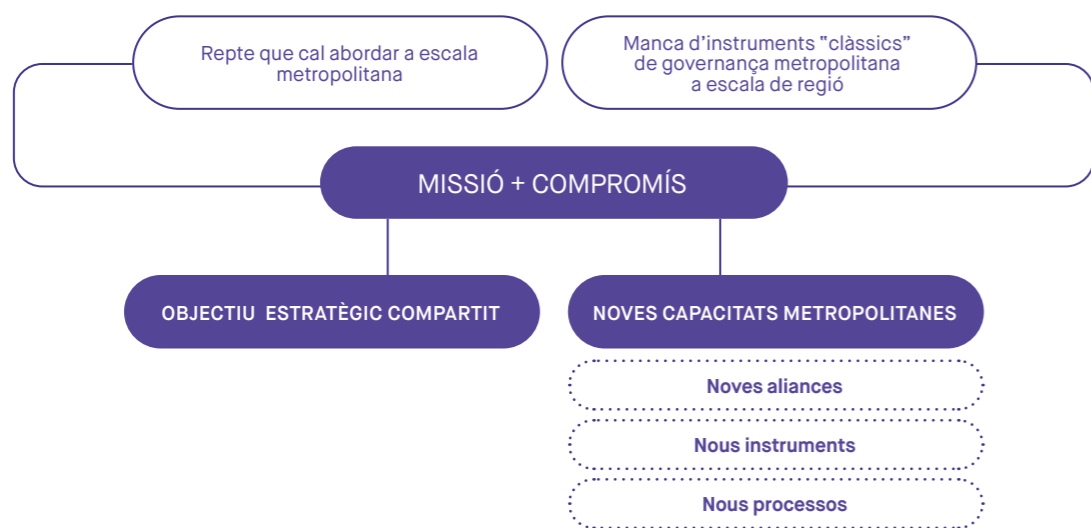 Repte que cal abordar a escala
metropolitana
Manca d'instruments "clàssics"
de governança metropolitana
a escala de regió
MISSIÓ + COMPROMÍS
OBJECTIU ESTRATÈGIC COMPARTIT
NOVES CAPACITATS METROPOLITANES
Noves aliances
Nous instruments
Nous processos